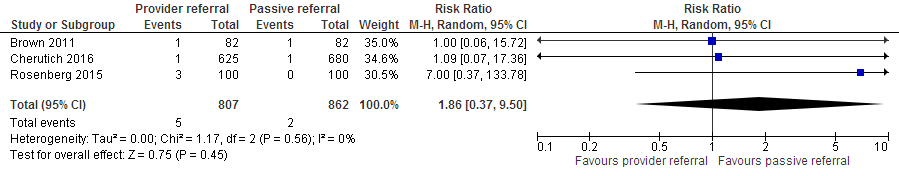 Provider referral Passive referral Risk Ratio Risk Ratio
Study or Subgroup Events Total Events Total Weight M-H, Random, 95% CI M-H, Random, 95% CI
Brown 2011 1 82 1 82 35.0% 1.00 [0.06, 15.72]
Cherutich 2016 1 625 1 680 34.6% 1.09 [0.07, 17.36]
Rosenberg 2015 3 100 0 100 30.5% 7.00 [0.37, 133.78]
Total (95% CI) 807 862 100.0% 1.86 [0.37, 9.50]
Total events 5 2
Heterogeneity: Tau² = 0.00; Chi² = 1.17, df = 2 (P = 0.56); I² = 0%
Test for overall effect: Z = 0.75 (P = 0.45)
0.1 0.2 0.5 1 2 5 10
Favours provider referral Favours passive referral